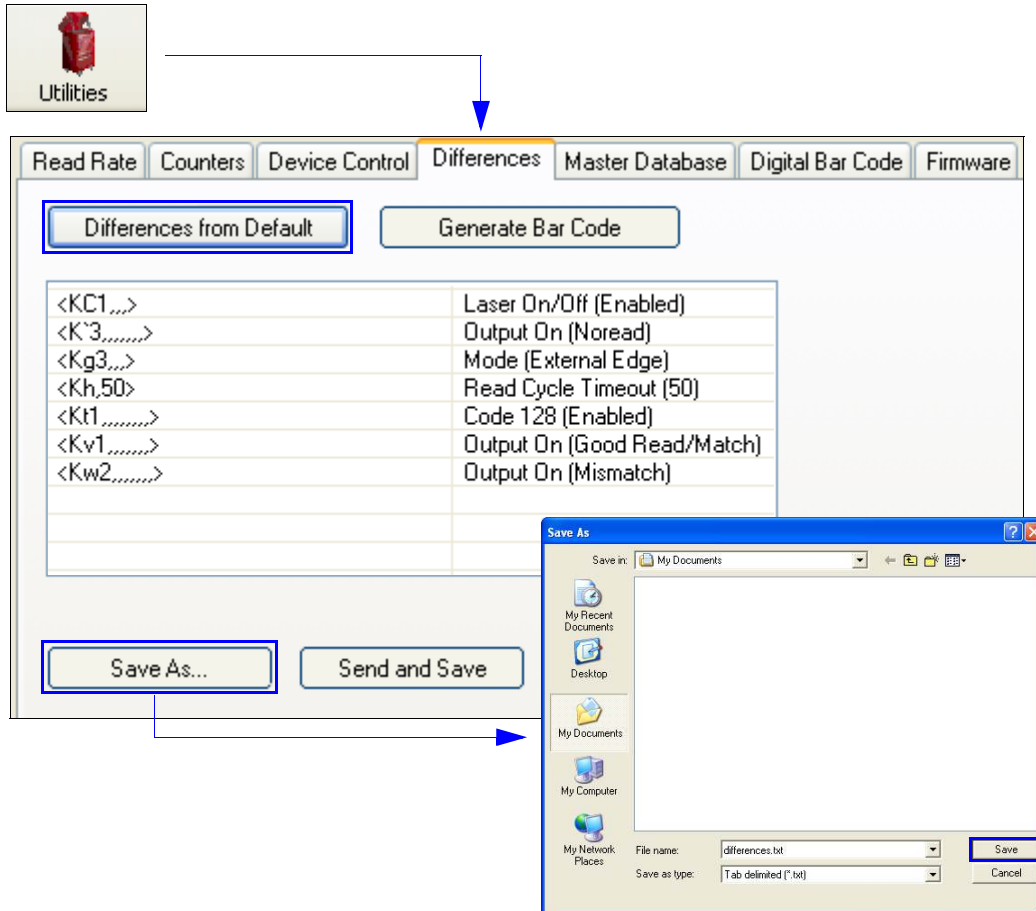 Utilities
Read Rate Counters Device Control Differences Master Database Digital Bar Code Firmware
Differences from Default Generate Bar Code
<KC1,,,> Laser On/Off (Enabled)
<K`3,,,,,,,> Output On (Noread)
<Kg3,,,> Mode (External Edge)
<Kh,50> Read Cycle Timeout (50)
<Kt1,,,,,,,,> Code 128 (Enabled)
<Kv1,,,,,,,> Output On (Good Read/Match)
<Kw2,,,,,,,> Output On (Mismatch)
Save As... Send and Save
Save As
Save in: My Documents
My Recent
Documents
Desktop
My Documents
My Computer
My Network
Places
File name: differences.txt Save
Save as type: Tab delimited (*.txt) Cancel